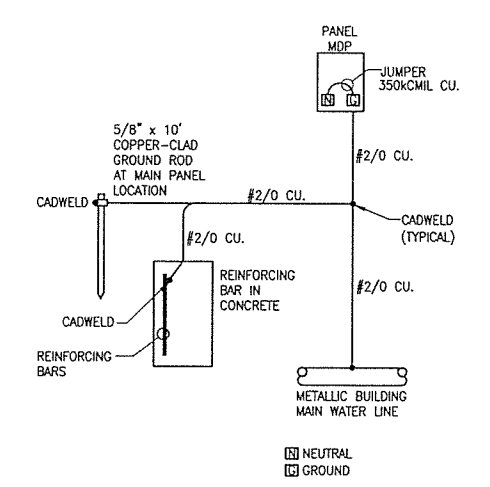 PANEL
MDP
JUMPER
350kCMIL CU.
N G
5/8" x 10'
COPPER-CLAD
GROUND ROD
AT MAIN PANEL
LOCATION
#2/0 CU.
CADWELD
#2/0 CU.
CADWELD
(TYPICAL)
#2/0 CU.
REINFORCING
BAR IN
CONCRETE
#2/0 CU.
CADWELD
REINFORCING
BARS
METALLIC BUILDING
MAIN WATER LINE
N NEUTRAL
G GROUND